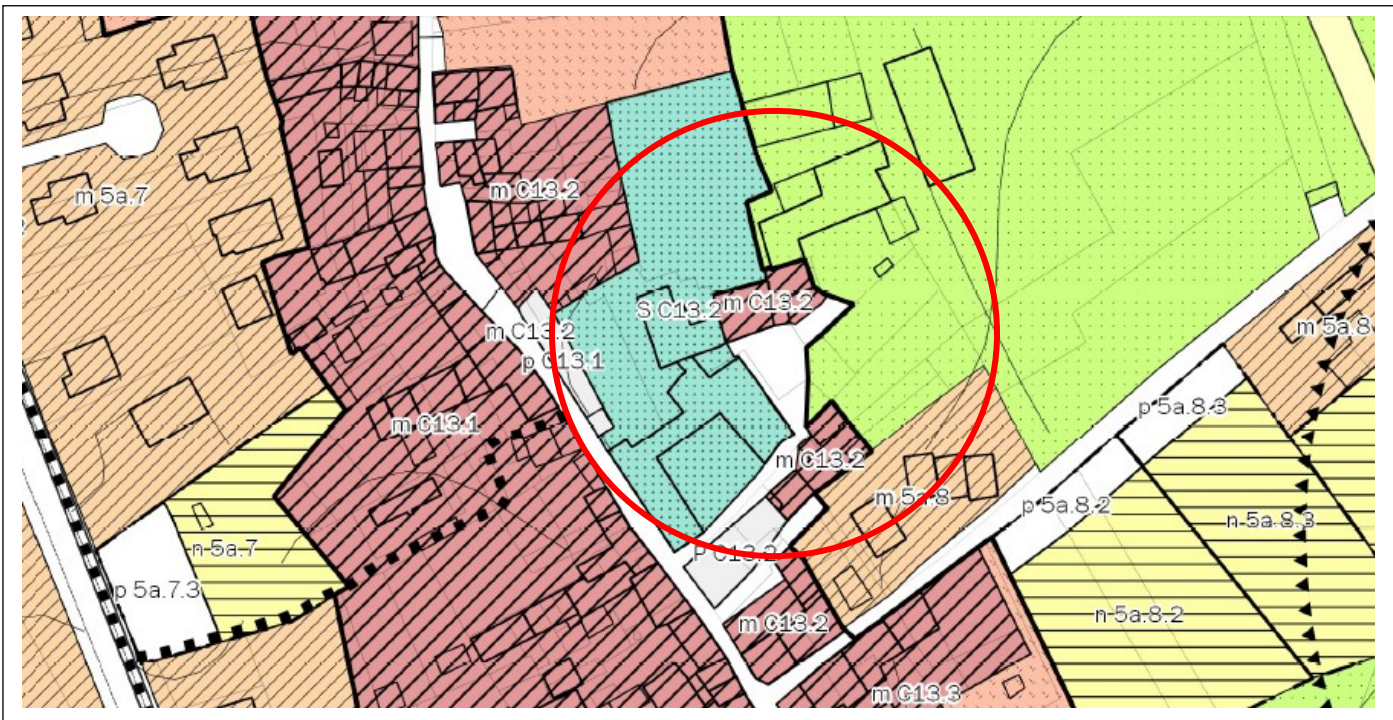 m 5a.7
m C13.2
S C13.2
m C13.2
m C13.2
p C13.1
m 5a.8
p 5a.8.3
m C13.1
m C13.2
m 5a.8
p 5a.8.2
n 5a.8.3
n 5a.7
P C13.2
p 5a.7.3
n 5a.8.2
m C13.2
m C13.3